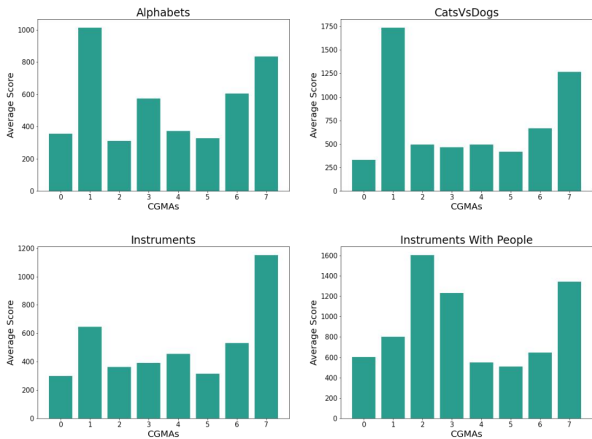 Alphabets
1000
800
600
400
200
0
Average Score
0 1 2 3 4 5 6 7
CGMAs
CatsVsDogs
1750
1500
1250
1000
750
500
250
0
Average Score
0 1 2 3 4 5 6 7
CGMAs
Instruments
1200
1000
800
600
400
200
0
Average Score
0 1 2 3 4 5 6 7
CGMAs
Instruments With People
1600
1400
1200
1000
800
600
400
200
0
Average Score
0 1 2 3 4 5 6 7
CGMAs